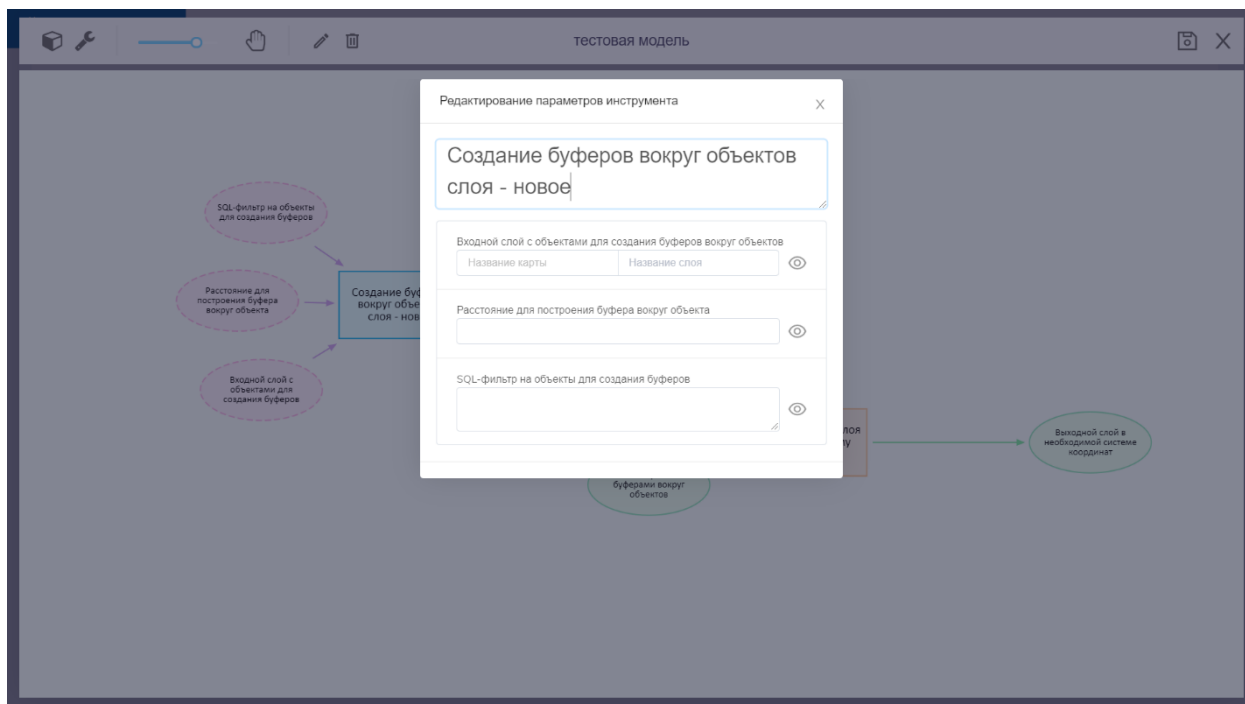 тестовая модель
Редактирование параметров инструмента
X
Создание буферов вокруг объектов
слоя - новое
Входной слой с объектами для создания буферов вокруг объектов
Название карты
Название слоя
Расстояние для построения буфера вокруг объекта
SQL-фильтр на объекты для создания буферов
SQL-фильтр на объекты
для создания буферов
Расстояние для
построения буфера
вокруг объекта
Входной слой с
объектами для
создания буферов
Создание
вокруг
слоя -
буферами вокруг
объектов
Выходной слой в
необходимой системе
координат